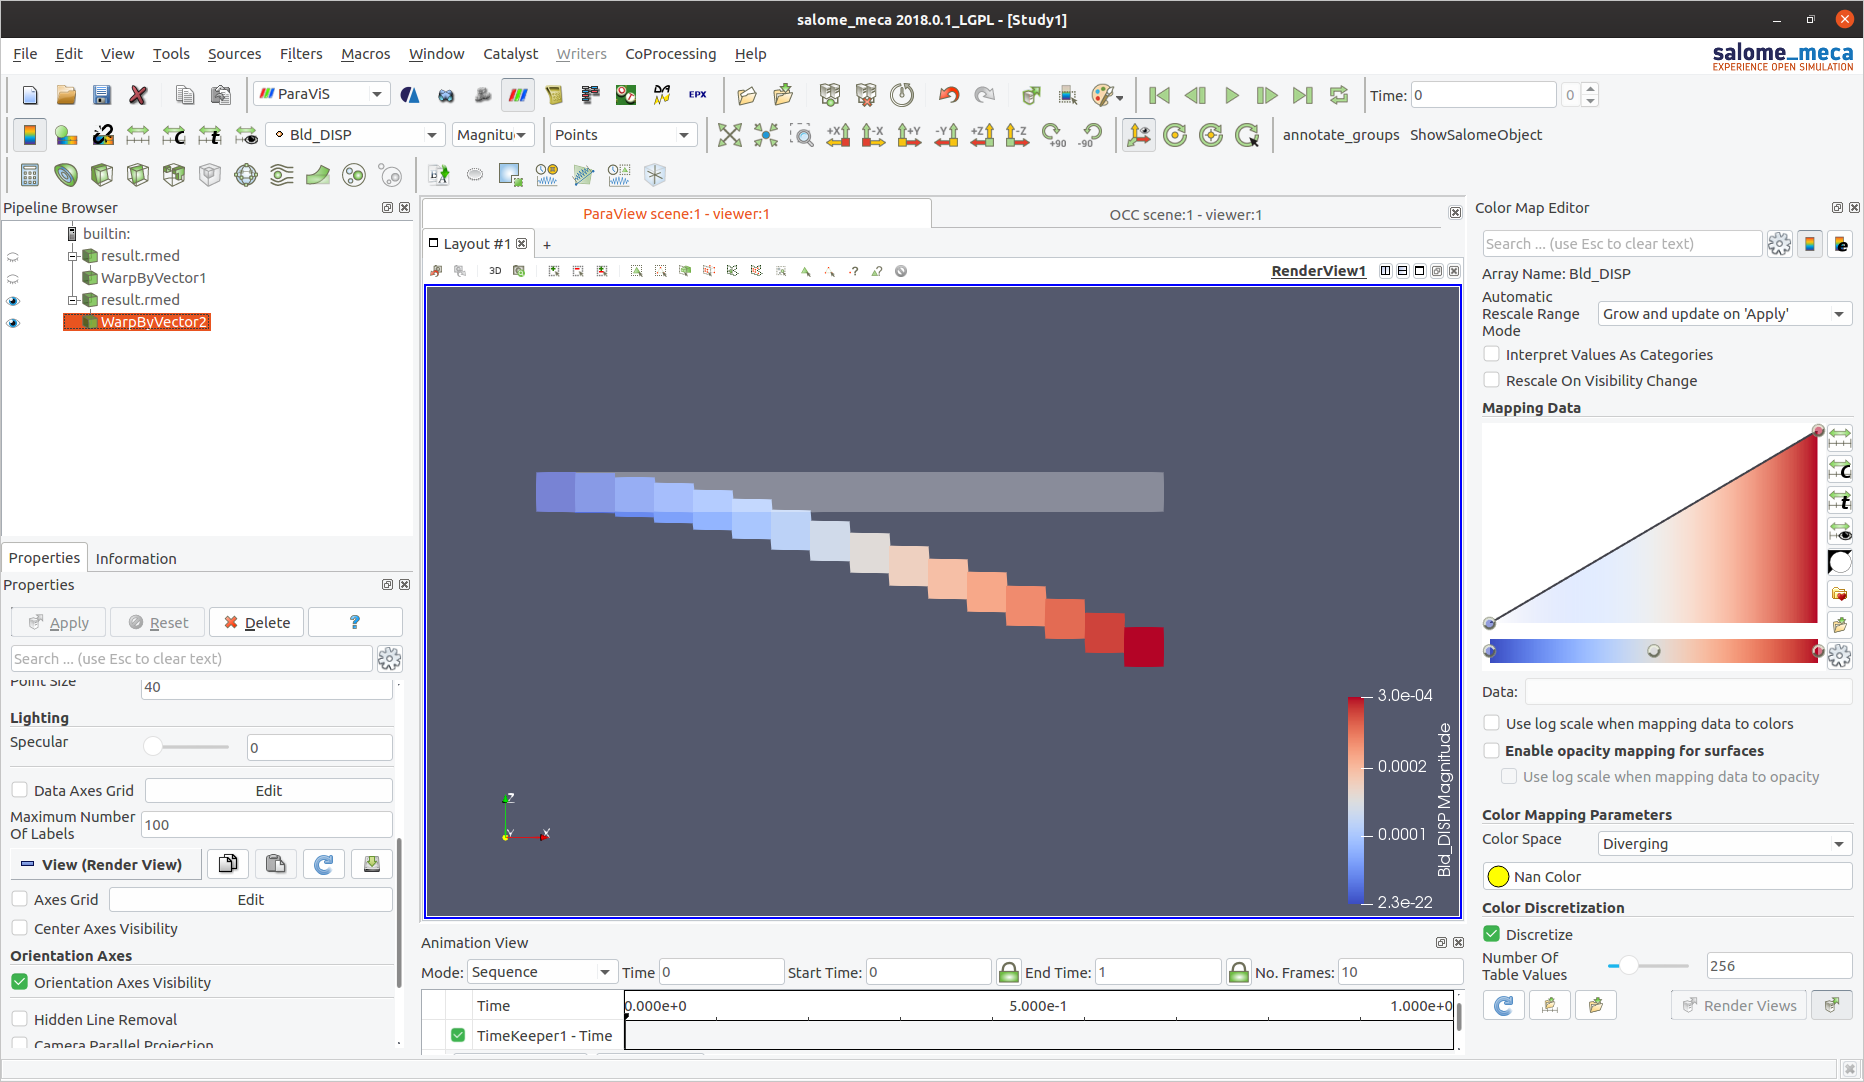 salome_meca 2018.0.1_LGPL - [Study1]
File Edit View Tools Sources Filters Macros Window Catalyst Writers CoProcessing Help
salome_meca
EXPERIENCE OPEN SIMULATION
ParaViS
EPX
Time: 0
0
Bld_DISP
Magnitu
Points
+X
-X
+Y
-Y
+Z
-Z
+90
-90
annotate_groups ShowSalomeObject
Pipeline Browser
builtin:
result.rmed
WarpByVector1
result.rmed
WarpByVector2
Properties Information
Properties
Apply Reset Delete ?
Search ... (use Esc to clear text)
Point Size 40
Lighting
Specular 0
Data Axes Grid Edit
Maximum Number
Of Labels
100
View (Render View)
Axes Grid Edit
Center Axes Visibility
Orientation Axes
Orientation Axes Visibility
Hidden Line Removal
Camera Parallel Projection
ParaView scene:1 - viewer:1
OCC scene:1 - viewer:1
Layout #1 +
3D
RenderView1
Z
Y
X
3.0e-04
0.0002
0.0001
2.3e-22
Bld_DISP Magnitude
Animation View
Mode: Sequence Time 0 Start Time: 0 End Time: 1 No. Frames: 10
Time 0.000e+0 5.000e-1 1.000e+0
TimeKeeper1 - Time
Color Map Editor
Search ... (use Esc to clear text)
Array Name: Bld_DISP
Automatic
Rescale Range
Mode
Grow and update on 'Apply'
Interpret Values As Categories
Rescale On Visibility Change
Mapping Data
Data:
Use log scale when mapping data to colors
Enable opacity mapping for surfaces
Use log scale when mapping data to opacity
Color Mapping Parameters
Color Space Diverging
Nan Color
Color Discretization
Discretize
Number Of
Table Values
256
Render Views